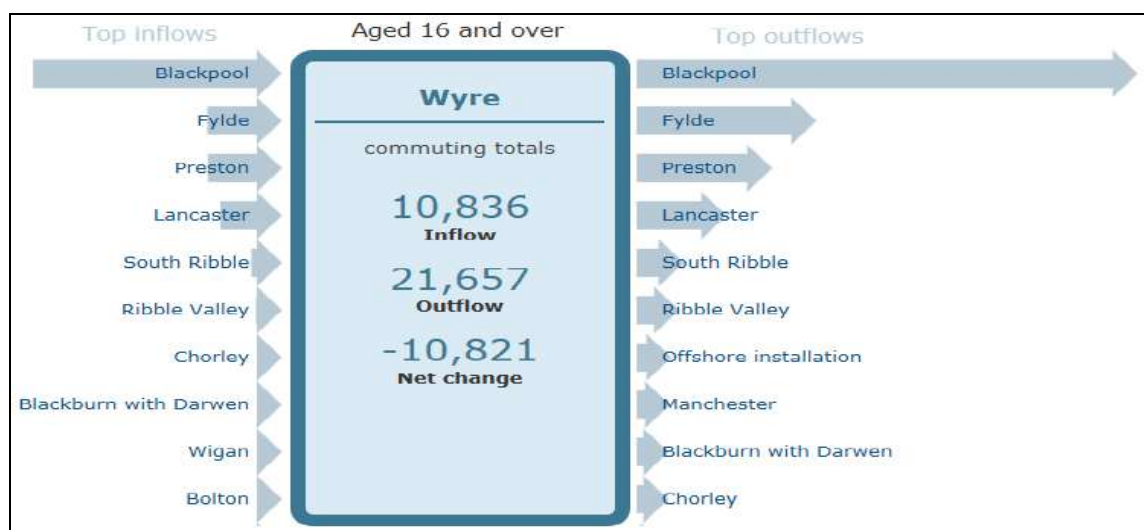 Top inflows
Blackpool
Fylde
Preston
Lancaster
South Ribble
Ribble Valley
Chorley
Blackburn with Darwen
Wigan
Bolton
Aged 16 and over
Wyre
commuting totals
10,836
Inflow
21,657
Outflow
-10,821
Net change
Top outflows
Blackpool
Fylde
Preston
Lancaster
South Ribble
Ribble Valley
Offshore installation
Manchester
Blackburn with Darwen
Chorley